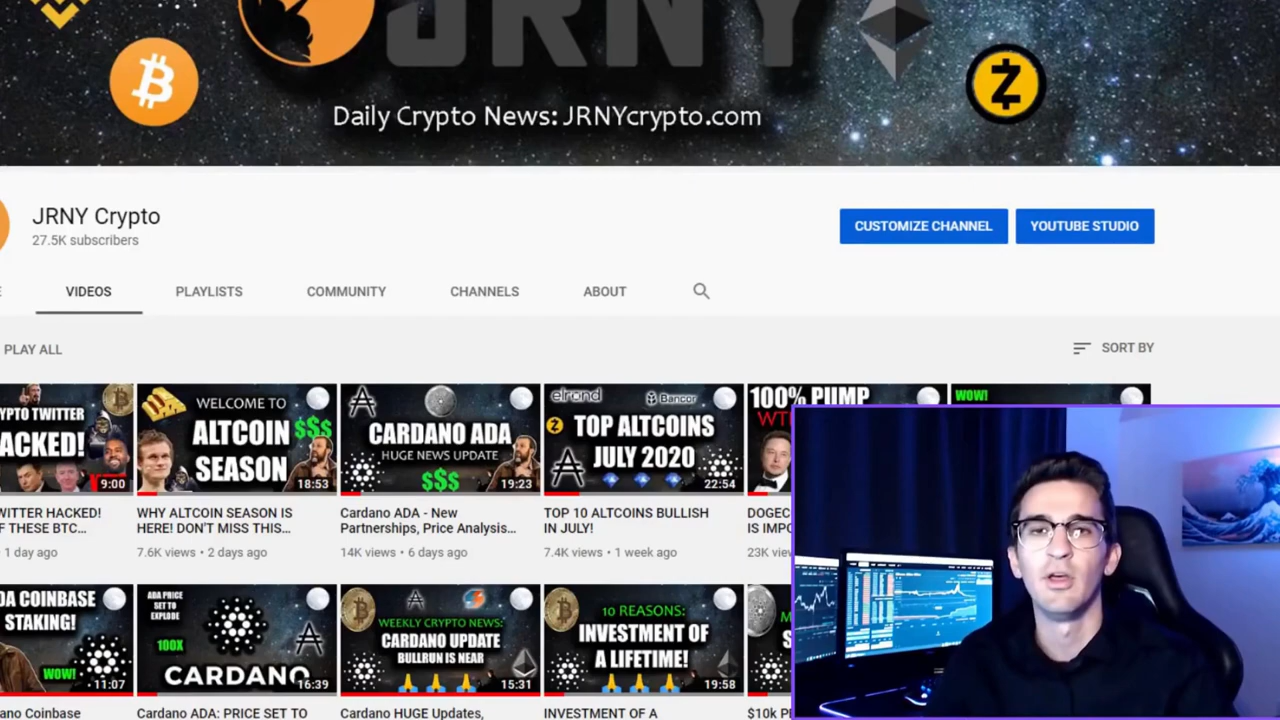 JRNY
Daily Crypto News: JRNYcrypto.com
JRNY Crypto
27.5K subscribers
CUSTOMIZE CHANNEL
YOUTUBE STUDIO
VIDEOS
PLAYLISTS
COMMUNITY
CHANNELS
ABOUT
PLAY ALL
SORT BY
YPTO TWITTER
ACKED!
9:00
WELCOME TO
ALTCOIN $$$
SEASON
18:53
CARDANO ADA
HUGE NEWS UPDATE
$$$
19:23
elrond
Bancor
TOP ALTCOINS
JULY 2020
22:54
100% PUMP
WOW!
WITTER HACKED!
F THESE BTC...
1 day ago
WHY ALTCOIN SEASON IS
HERE! DON'T MISS THIS...
7.6K views • 2 days ago
Cardano ADA - New
Partnerships, Price Analysis...
14K views • 6 days ago
TOP 10 ALTCOINS BULLISH
IN JULY!
7.4K views • 1 week ago
DOGEC
IS IMPO
23K vie
DA COINBASE
STAKING!
WOW!
11:07
ADA PRICE
SET TO
EXPLODE
100X
CARDANO
16:39
WEEKLY CRYPTO NEWS:
CARDANO UPDATE
BULLRUN IS NEAR
15:31
10 REASONS:
INVESTMENT OF
A LIFETIME!
19:58
ano Coinbase
Cardano ADA: PRICE SET TO
Cardano HUGE Updates,
INVESTMENT OF A
$10k P